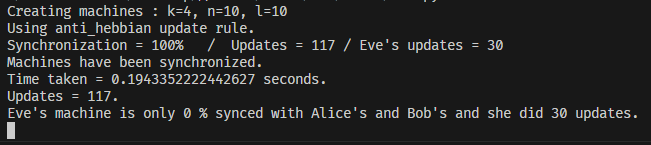 Creating machines : k=4, n=10, l=10
Using anti_hebbian update rule.
Synchronization = 100%   /  Updates = 117 / Eve's updates = 30
Machines have been synchronized.
Time taken = 0.1943352222442627 seconds.
Updates = 117.
Eve's machine is only 0 % synced with Alice's and Bob's and she did 30 updates.